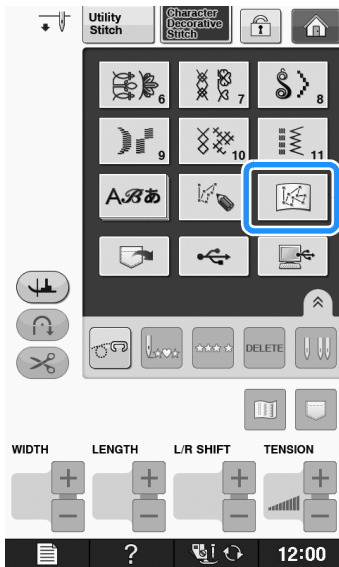 Utility
Stitch
Character
Decorative
Stitch
6
7
8
9
10
11
Aℬあ
DELETE
WIDTH
LENGTH
L/R SHIFT
TENSION
+
+
+
+
−
−
−
−
?
12:00